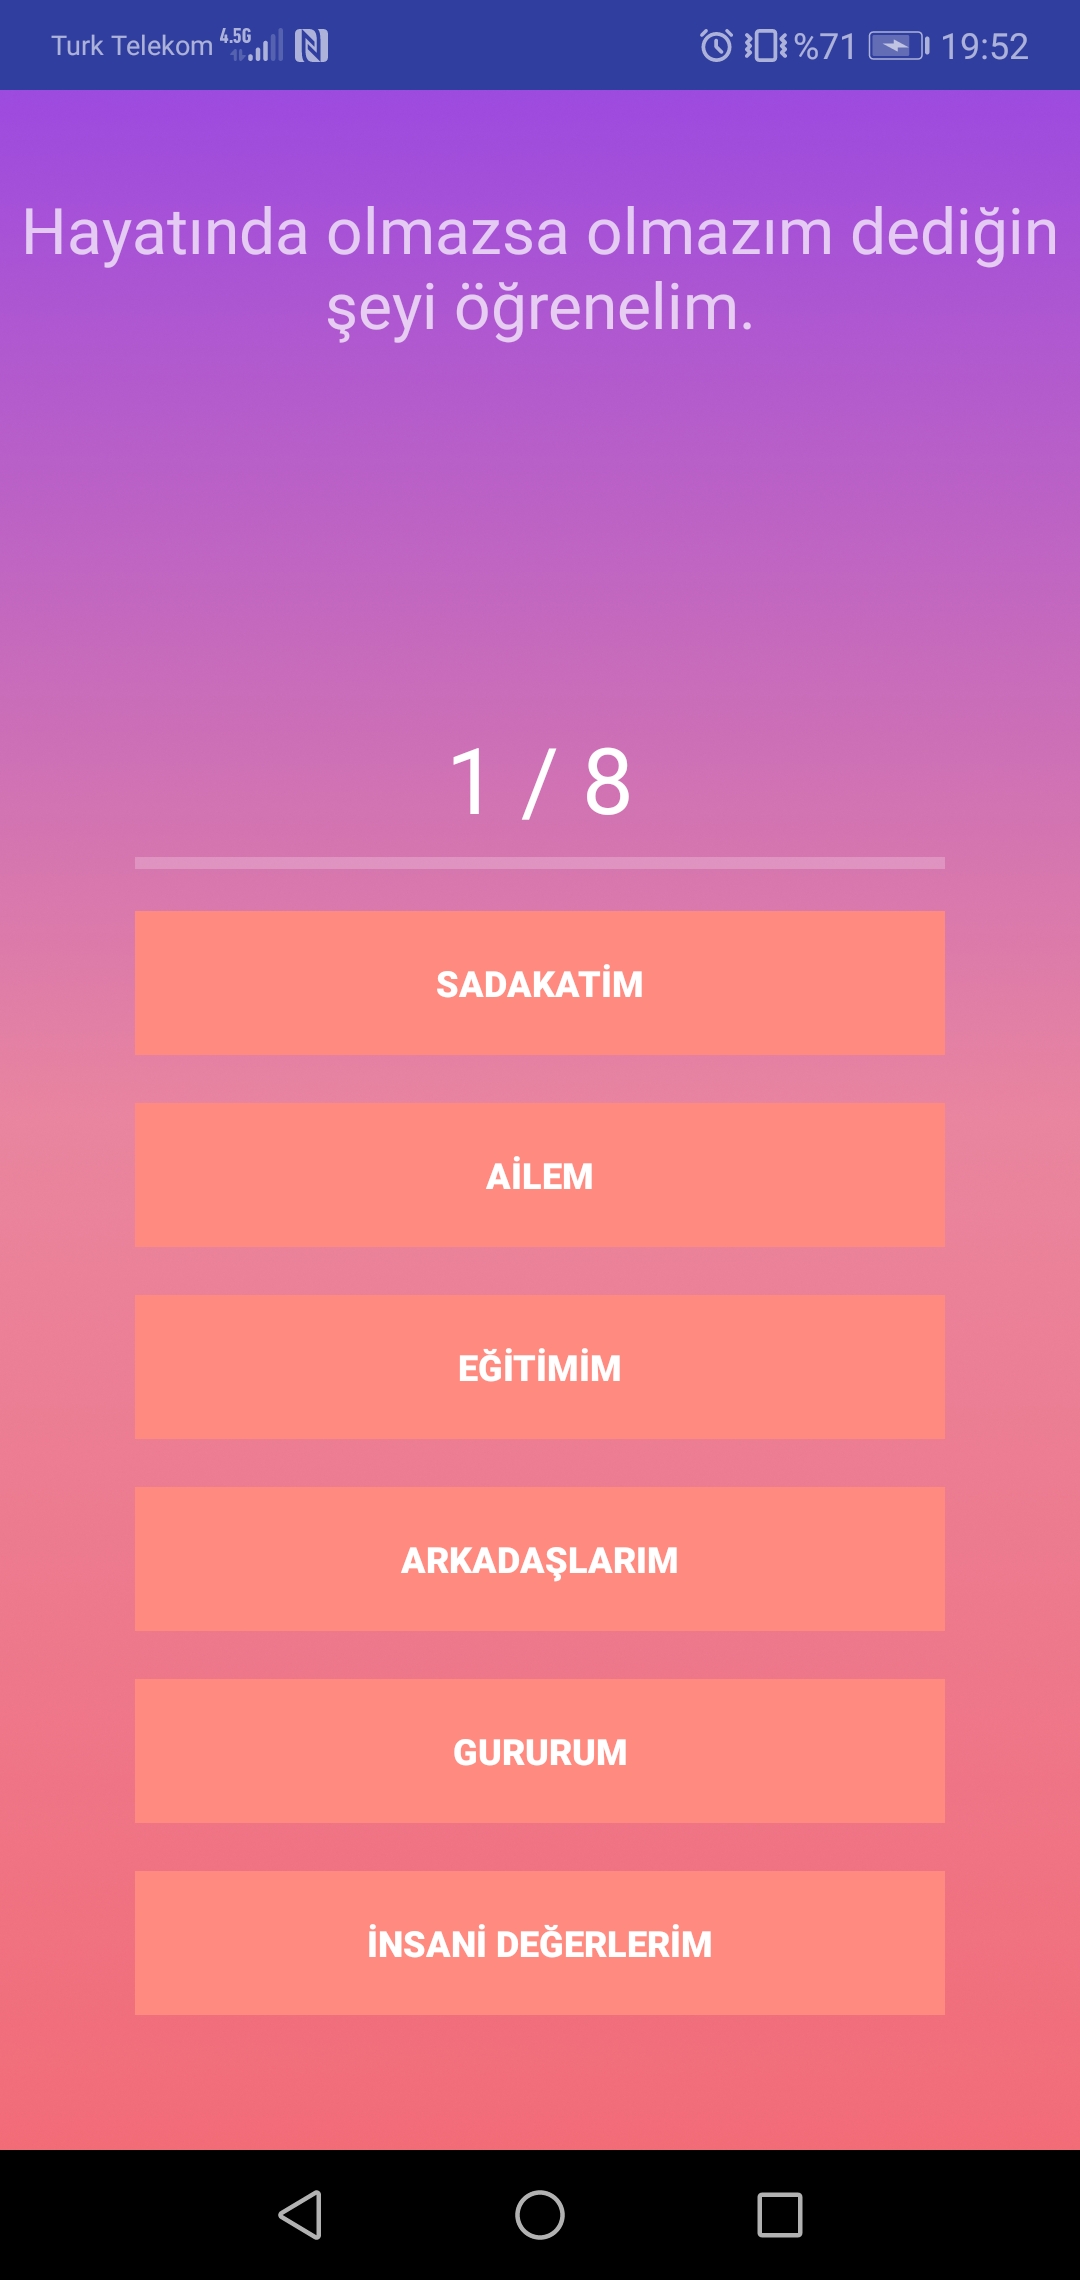 Turk Telekom 4.5G %71 19:52
Hayatında olmazsa olmazım dediğin
şeyi öğrenelim.
1 / 8
SADAKATİM
AİLEM
EĞİTİMİM
ARKADAŞLARIM
GURURUM
İNSANİ DEĞERLERİM